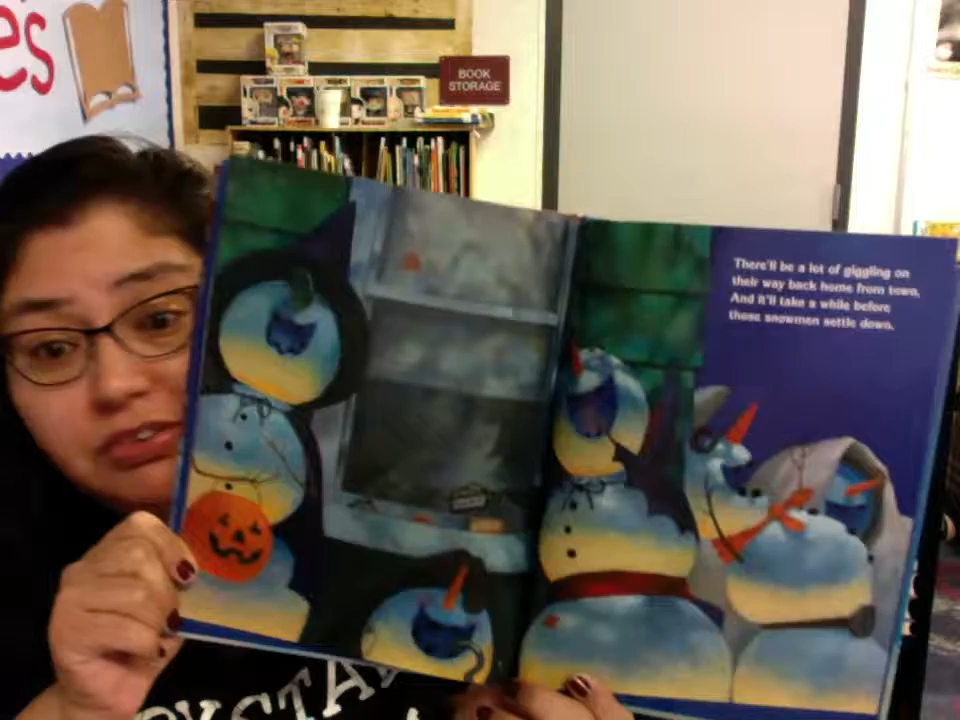 e's
BOOK
STORAGE
There'll be a lot of giggling on
their way back home from town,
And it'll take a while before
those snowmen settle down.